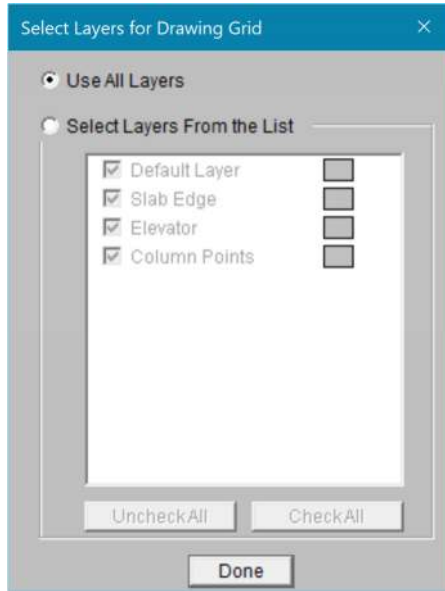 Select Layers for Drawing Grid
Use All Layers
Select Layers From the List
Default Layer
Slab Edge
Elevator
Column Points
UncheckAll CheckAll
Done